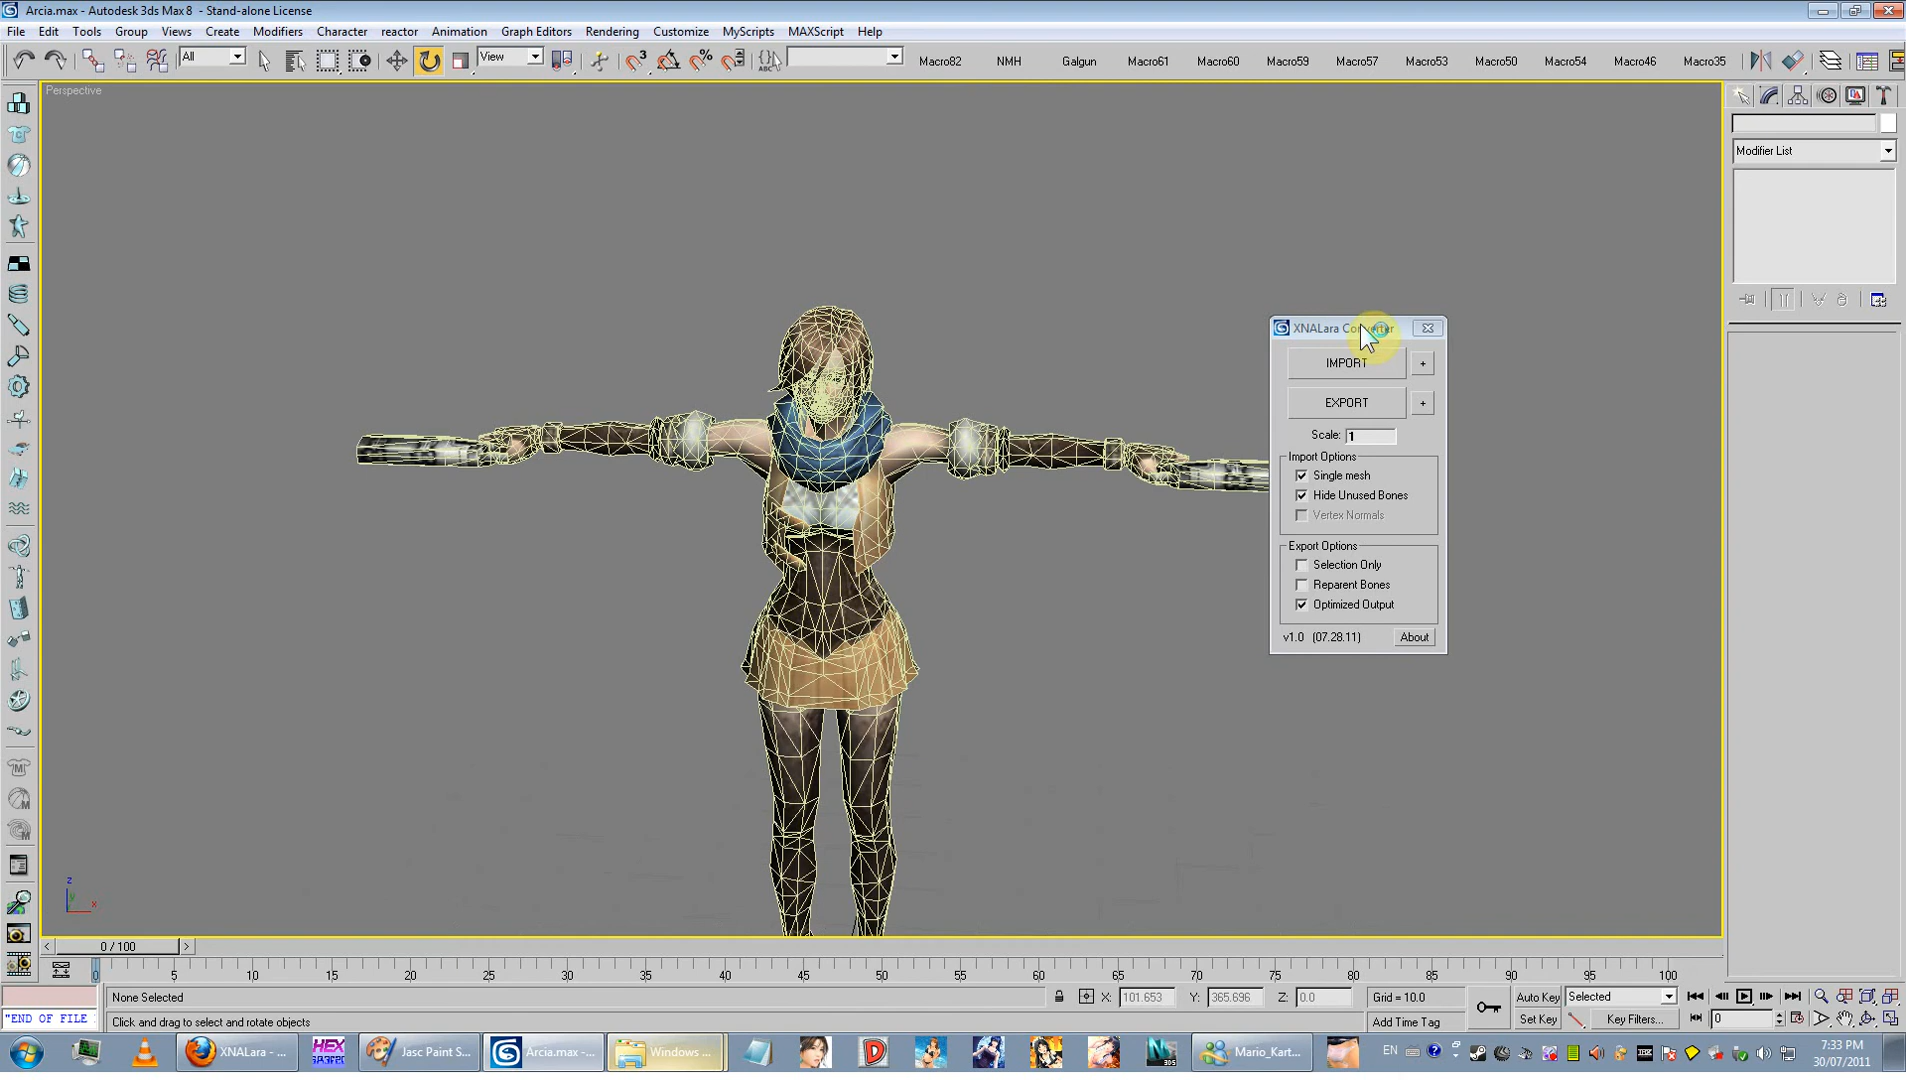 Arcia.max - Autodesk 3ds Max 8 - Stand-alone License
File Edit Tools Group Views Create Modifiers Character reactor Animation Graph Editors Rendering Customize MyScripts MAXScript Help
All View Macro82 NMH Galgun Macro61 Macro60 Macro59 Macro57 Macro53 Macro50 Macro54 Macro46 Macro35
Perspective
Modifier List
XNALara Converter
IMPORT +
EXPORT +
Scale: 1
Import Options
Single mesh
Hide Unused Bones
Vertex Normals
Export Options
Selection Only
Reparent Bones
Optimized Output
v1.0 (07.28.11) About
z
y
x
< 0 / 100 >
0 5 10 15 20 25 30 35 40 45 50 55 60 65 70 75 80 85 90 95 100
None Selected X: 101.653 Y: 365.696 Z: 0.0 Grid = 10.0 Auto Key Selected
"END OF FILE Click and drag to select and rotate objects Add Time Tag Set Key Key Filters... 0
XNALara - ... HEX Jasc Paint S... Arcia.max -... Windows ... Mario_Kart... EN 7:33 PM
30/07/2011